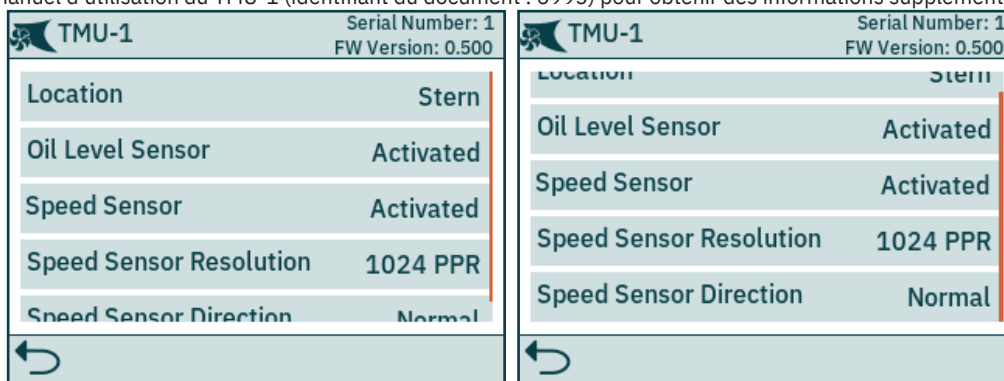 manuel d'utilisation du TMU-1 (identifiant du document : 6995) pour obtenir des informations supplément
TMU-1
Serial Number: 1
FW Version: 0.500
Location Stern
Oil Level Sensor Activated
Speed Sensor Activated
Speed Sensor Resolution 1024 PPR
Speed Sensor Direction Normal
TMU-1
Serial Number: 1
FW Version: 0.500
Location Stern
Oil Level Sensor Activated
Speed Sensor Activated
Speed Sensor Resolution 1024 PPR
Speed Sensor Direction Normal